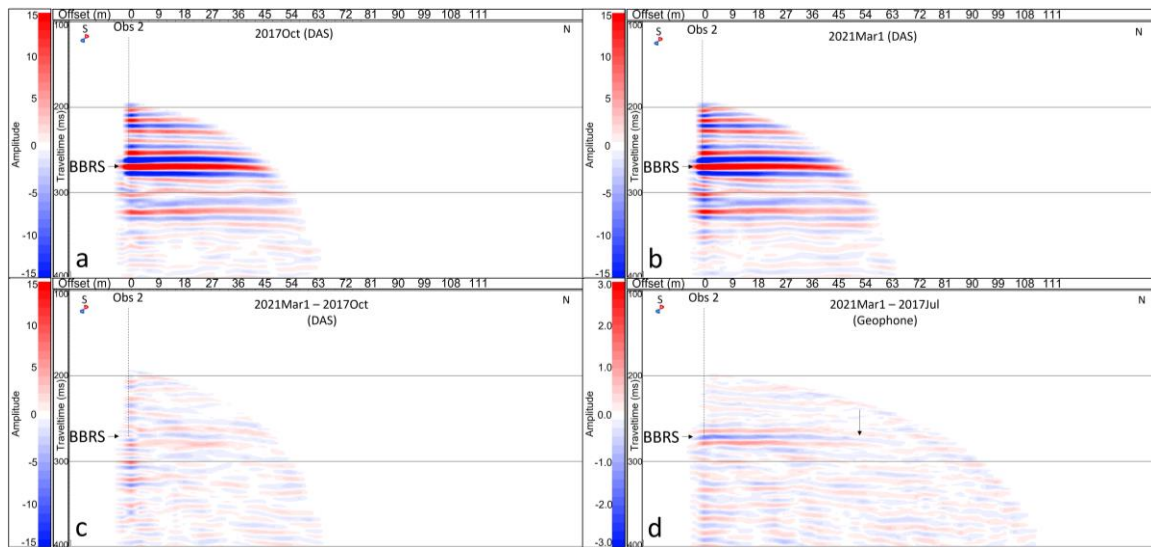 Offset (m) 0 9 18 27 36 45 54 63 72 81 90 99 108 111
15
10
5
0
-5
-10
-15
Amplitude
Traveltime (ms)
100
200
300
400
S
Obs 2
2017Oct (DAS)
N
BBRS
a
Offset (m) 0 9 18 27 36 45 54 63 72 81 90 99 108 111
15
10
5
0
-5
-10
-15
Amplitude
Traveltime (ms)
100
200
300
400
S
Obs 2
2021Mar1 (DAS)
N
BBRS
b
Offset (m) 0 9 18 27 36 45 54 63 72 81 90 99 108 111
15
10
5
0
-5
-10
-15
Amplitude
Traveltime (ms)
100
200
300
400
S
Obs 2
2021Mar1 – 2017Oct
(DAS)
N
BBRS
c
Offset (m) 0 9 18 27 36 45 54 63 72 81 90 99 108 111
3.0
2.0
1.0
0.0
-1.0
-2.0
-3.0
Amplitude
Traveltime (ms)
100
200
300
400
S
Obs 2
2021Mar1 – 2017Jul
(Geophone)
N
BBRS
d